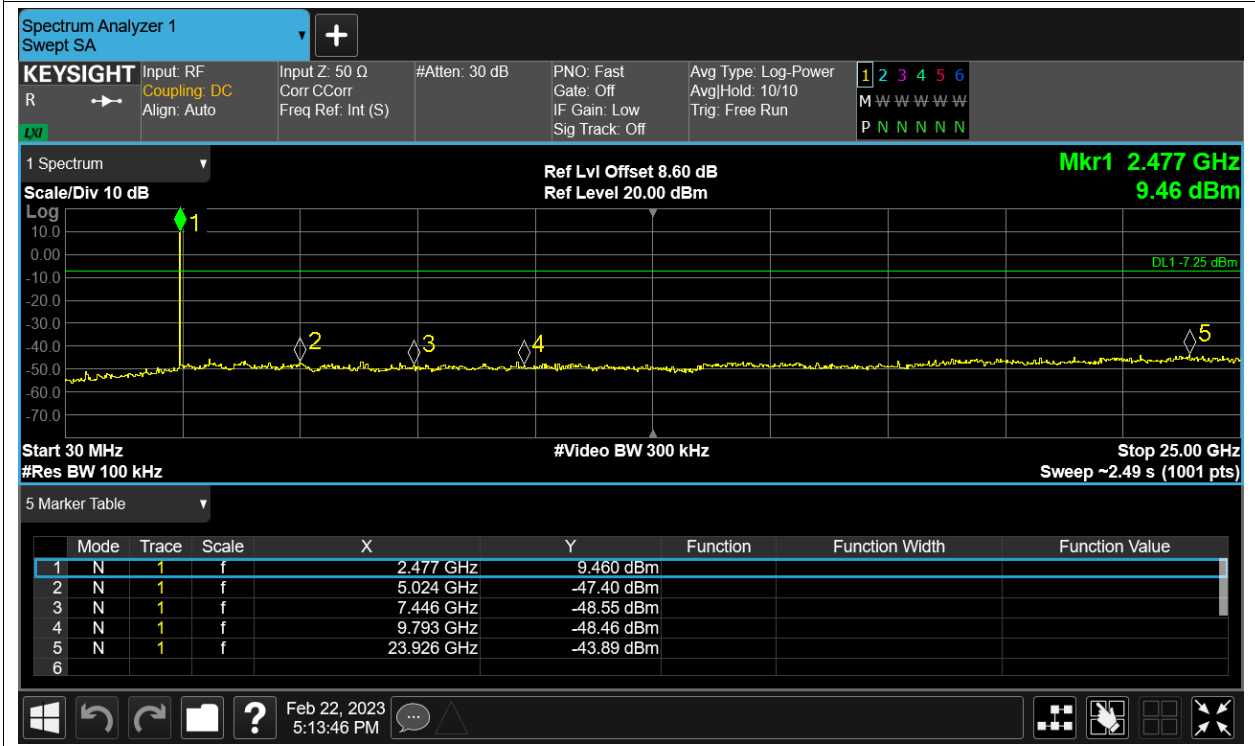 Spectrum Analyzer 1
Swept SA
+
KEYSIGHT Input: RF Input Z: 50 Ω #Atten: 30 dB PNO: Fast Avg Type: Log-Power 1 2 3 4 5 6
R Coupling: DC Corr CCorr Gate: Off Avg|Hold: 10/10 M W W W W W
Align: Auto Freq Ref: Int (S) IF Gain: Low Trig: Free Run
LXI Sig Track: Off P N N N N N
1 Spectrum Ref Lvl Offset 8.60 dB Mkr1 2.477 GHz
Scale/Div 10 dB Ref Level 20.00 dBm 9.46 dBm
Log
1
10.0
0.00
DL1 -7.25 dBm
-10.0
-20.0
-30.0
2 3 4 5
-40.0
-50.0
-60.0
-70.0
Start 30 MHz #Video BW 300 kHz Stop 25.00 GHz
#Res BW 100 kHz Sweep ~2.49 s (1001 pts)
5 Marker Table
Mode Trace Scale X Y Function Function Width Function Value
1 N 1 f 2.477 GHz 9.460 dBm
2 N 1 f 5.024 GHz -47.40 dBm
3 N 1 f 7.446 GHz -48.55 dBm
4 N 1 f 9.793 GHz -48.46 dBm
5 N 1 f 23.926 GHz -43.89 dBm
6
? Feb 22, 2023
5:13:46 PM